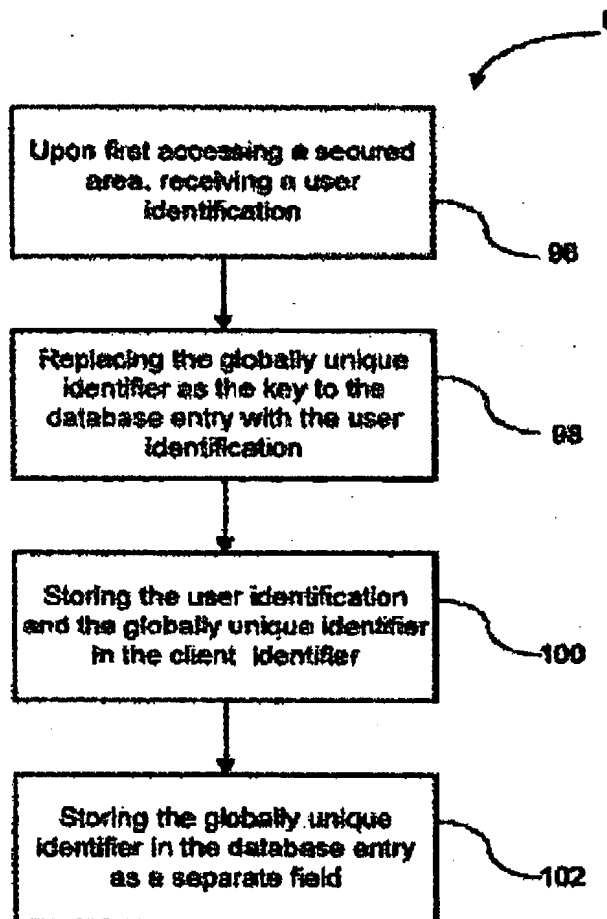 Upon first accessing a secured
area, receiving a user
identification
96
Replacing the globally unique
identifier as the key to the
database entry with the user
identification
98
Storing the user identification
and the globally unique identifier
in the client identifier
100
Storing the globally unique
identifier in the database entry
as a separate field
102